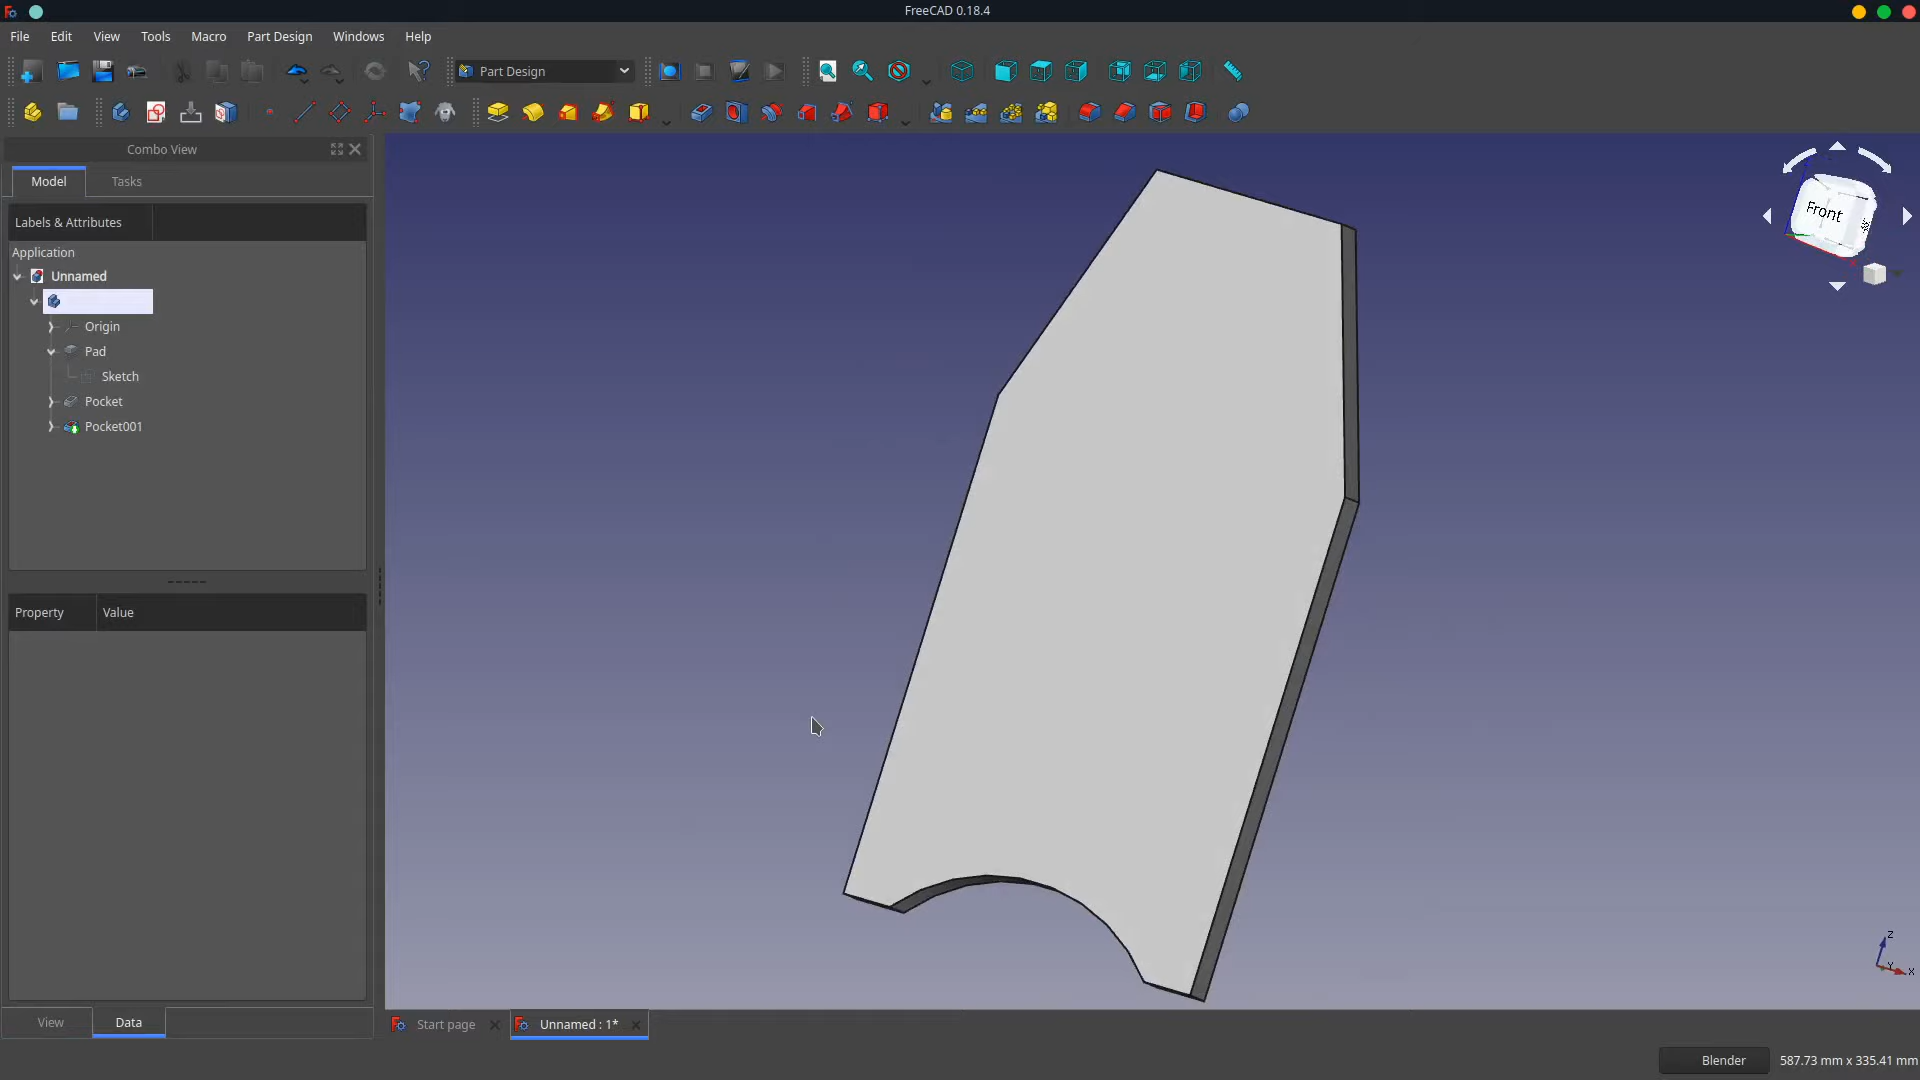 FreeCAD 0.18.4
File Edit View Tools Macro Part Design Windows Help
Part Design
Combo View
Model Tasks
Labels & Attributes
Application
Unnamed
Origin
Pad
Sketch
Pocket
Pocket001
Property Value
View Data
Front
Z
Y
X
Start page
Unnamed : 1*
Blender 587.73 mm x 335.41 mm